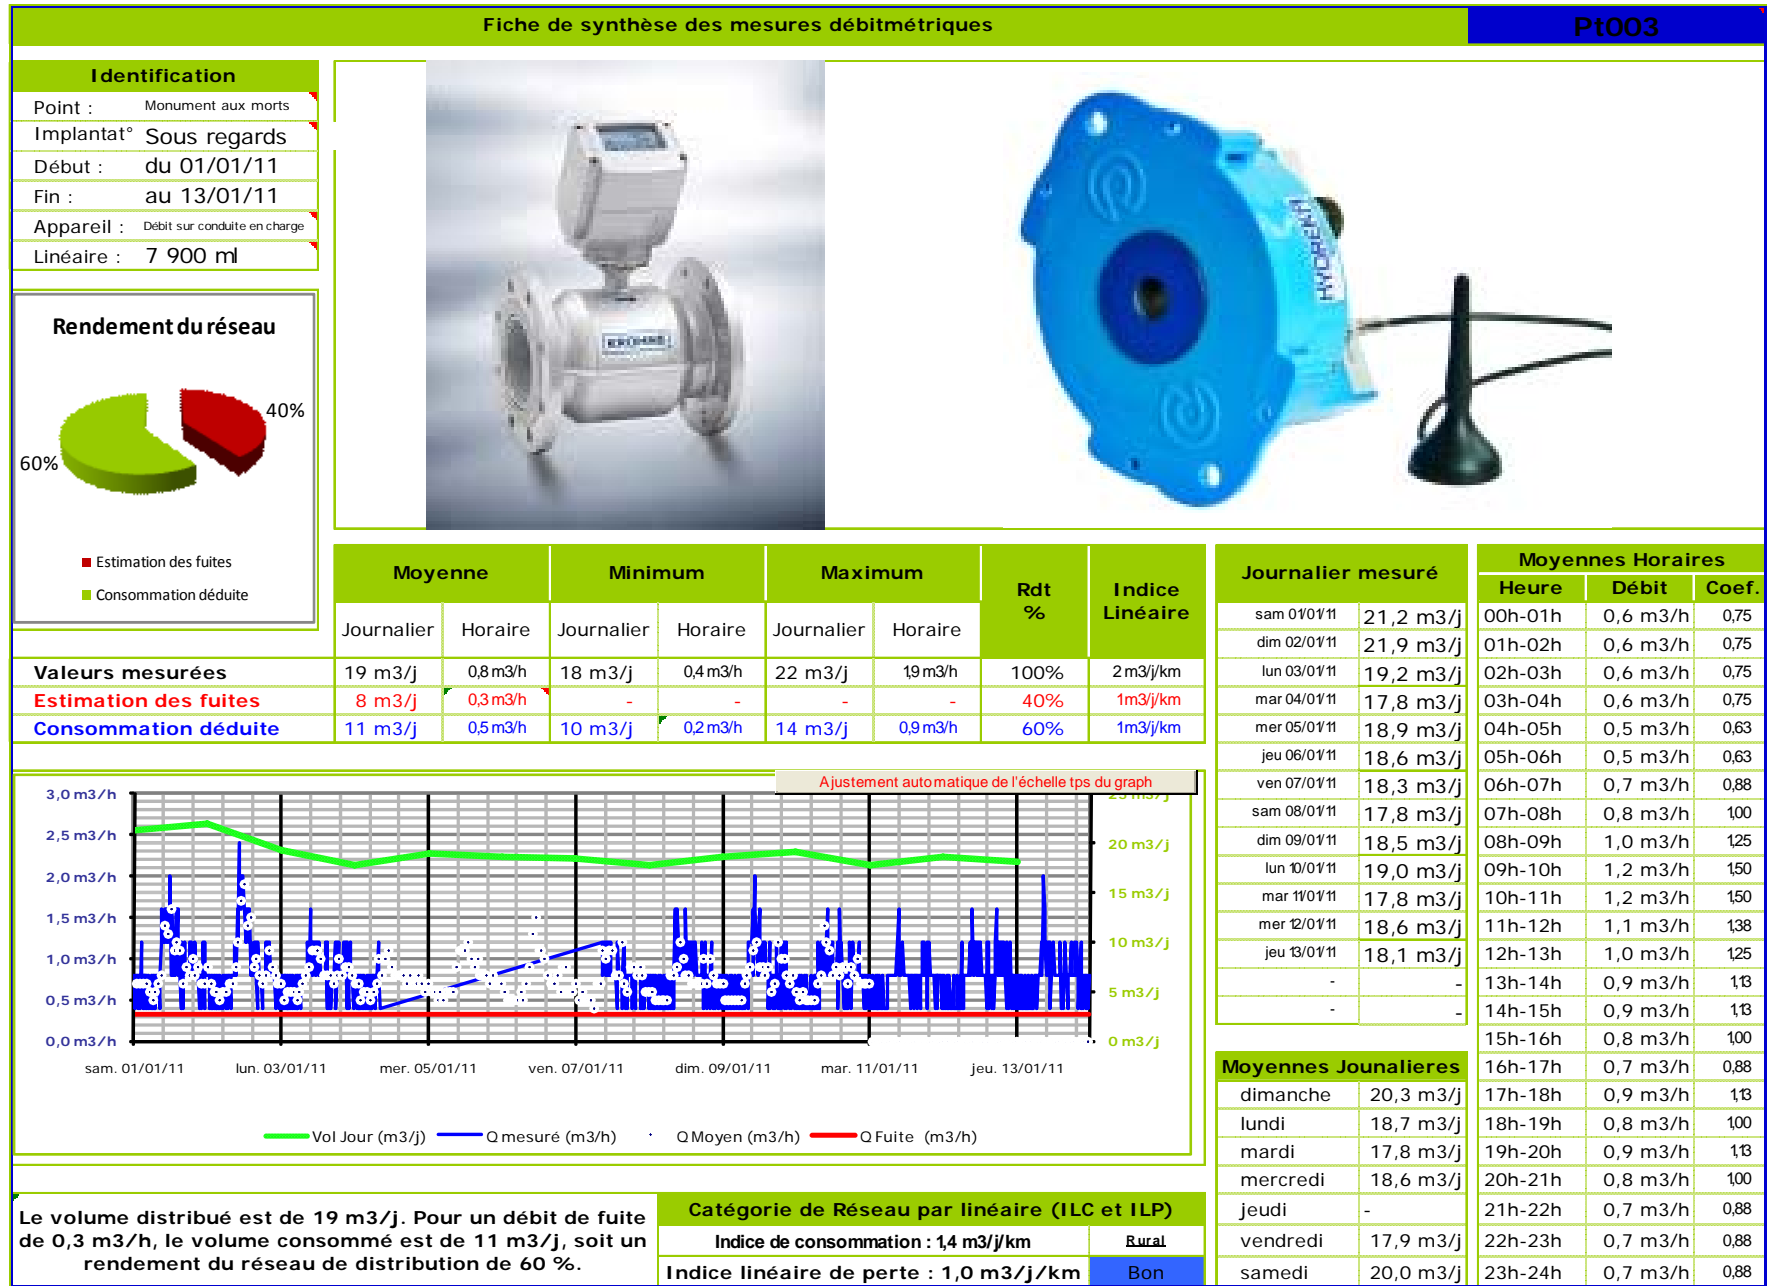 Fiche de synthèse des mesures débitmétriques
Pt003
Identification
Point : Monument aux morts
Implantat° Sous regards
Début : du 01/01/11
Fin : au 13/01/11
Appareil : Débit sur conduite en charge
Linéaire : 7 900 ml
KROHNE
HYDREKA
Rendement du réseau
40%
60%
Estimation des fuites
Consommation déduite
Moyenne Minimum Maximum Rdt % Indice Linéaire
Journalier Horaire Journalier Horaire Journalier Horaire
Valeurs mesurées 19 m3/j 0,8 m3/h 18 m3/j 0,4 m3/h 22 m3/j 1,9 m3/h 100% 2 m3/j/km
Estimation des fuites 8 m3/j 0,3 m3/h - - - - 40% 1 m3/j/km
Consommation déduite 11 m3/j 0,5 m3/h 10 m3/j 0,2 m3/h 14 m3/j 0,9 m3/h 60% 1 m3/j/km
Ajustement automatique de l'échelle tps du graph
3,0 m3/h
2,5 m3/h
2,0 m3/h
1,5 m3/h
1,0 m3/h
0,5 m3/h
0,0 m3/h
25 m3/j
20 m3/j
15 m3/j
10 m3/j
5 m3/j
0 m3/j
sam. 01/01/11 lun. 03/01/11 mer. 05/01/11 ven. 07/01/11 dim. 09/01/11 mar. 11/01/11 jeu. 13/01/11
Vol Jour (m3/j) Q mesuré (m3/h) Q Moyen (m3/h) Q Fuite (m3/h)
Le volume distribué est de 19 m3/j. Pour un débit de fuite
de 0,3 m3/h, le volume consommé est de 11 m3/j, soit un
rendement du réseau de distribution de 60 %.
Catégorie de Réseau par linéaire (ILC et ILP)
Indice de consommation : 1,4 m3/j/km Rural
Indice linéaire de perte : 1,0 m3/j/km Bon
Journalier mesuré
sam 01/01/11 21,2 m3/j
dim 02/01/11 21,9 m3/j
lun 03/01/11 19,2 m3/j
mar 04/01/11 17,8 m3/j
mer 05/01/11 18,9 m3/j
jeu 06/01/11 18,6 m3/j
ven 07/01/11 18,3 m3/j
sam 08/01/11 17,8 m3/j
dim 09/01/11 18,5 m3/j
lun 10/01/11 19,0 m3/j
mar 11/01/11 17,8 m3/j
mer 12/01/11 18,6 m3/j
jeu 13/01/11 18,1 m3/j
- -
- -
Moyennes Jounalieres
dimanche 20,3 m3/j
lundi 18,7 m3/j
mardi 17,8 m3/j
mercredi 18,6 m3/j
jeudi -
vendredi 17,9 m3/j
samedi 20,0 m3/j
Moyennes Horaires
Heure Débit Coef.
00h-01h 0,6 m3/h 0,75
01h-02h 0,6 m3/h 0,75
02h-03h 0,6 m3/h 0,75
03h-04h 0,6 m3/h 0,75
04h-05h 0,5 m3/h 0,63
05h-06h 0,5 m3/h 0,63
06h-07h 0,7 m3/h 0,88
07h-08h 0,8 m3/h 1,00
08h-09h 1,0 m3/h 1,25
09h-10h 1,2 m3/h 1,50
10h-11h 1,2 m3/h 1,50
11h-12h 1,1 m3/h 1,38
12h-13h 1,0 m3/h 1,25
13h-14h 0,9 m3/h 1,13
14h-15h 0,9 m3/h 1,13
15h-16h 0,8 m3/h 1,00
16h-17h 0,7 m3/h 0,88
17h-18h 0,9 m3/h 1,13
18h-19h 0,8 m3/h 1,00
19h-20h 0,9 m3/h 1,13
20h-21h 0,8 m3/h 1,00
21h-22h 0,7 m3/h 0,88
22h-23h 0,7 m3/h 0,88
23h-24h 0,7 m3/h 0,88